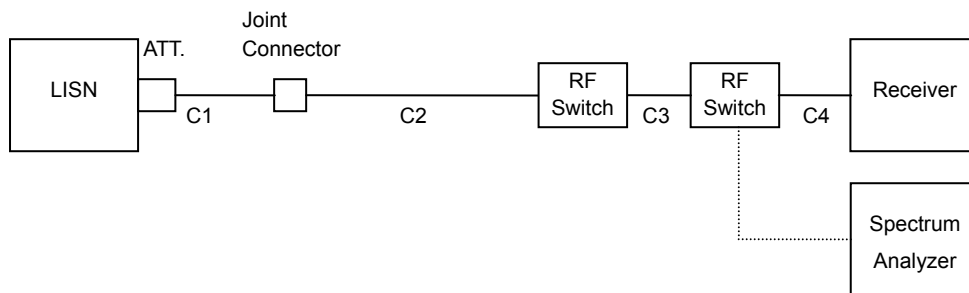 Joint
Connector
ATT.
LISN
C1
C2
RF
Switch
C3
RF
Switch
C4
Receiver
Spectrum
Analyzer